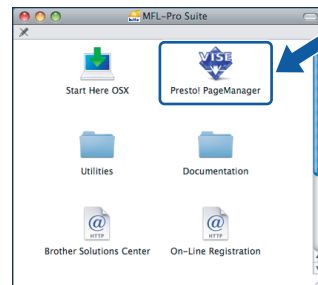 MFL-Pro Suite
VISE
Start Here OSX
Presto! PageManager
Utilities
Documentation
@
HTTP
@
HTTP
Brother Solutions Center
On-Line Registration